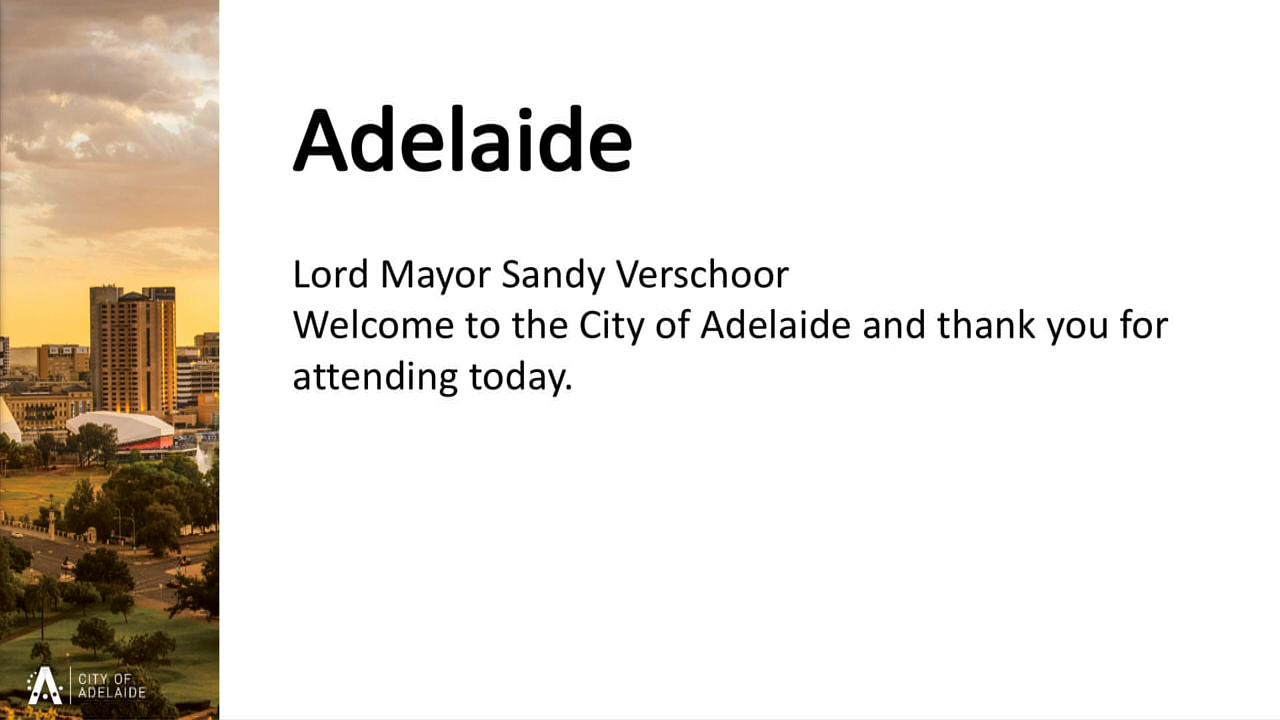 Adelaide
Lord Mayor Sandy Verschoor
Welcome to the City of Adelaide and thank you for
attending today.
CITY OF
ADELAIDE